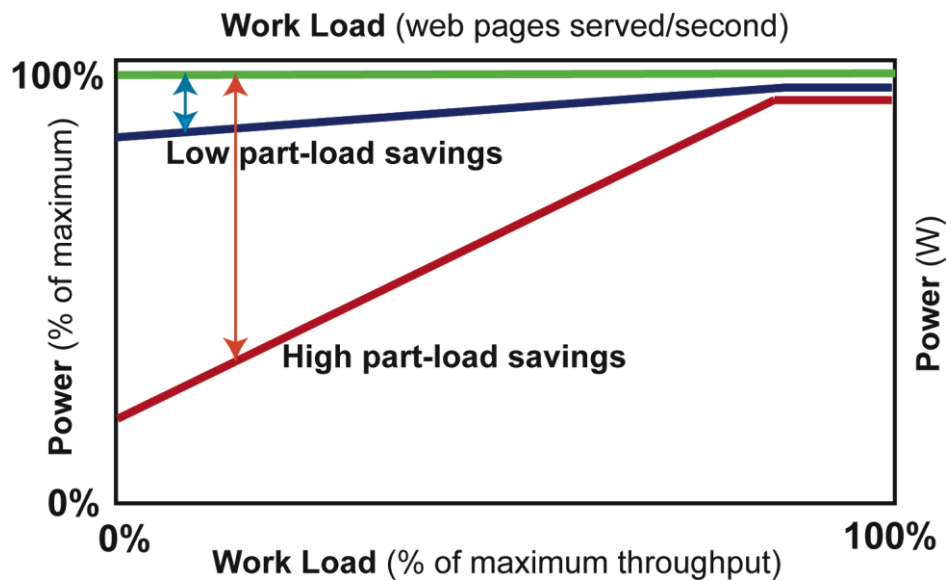 Work Load (web pages served/second)
100%
Low part-load savings
Power (% of maximum)
Power (W)
High part-load savings
0%
0%
100%
Work Load (% of maximum throughput)